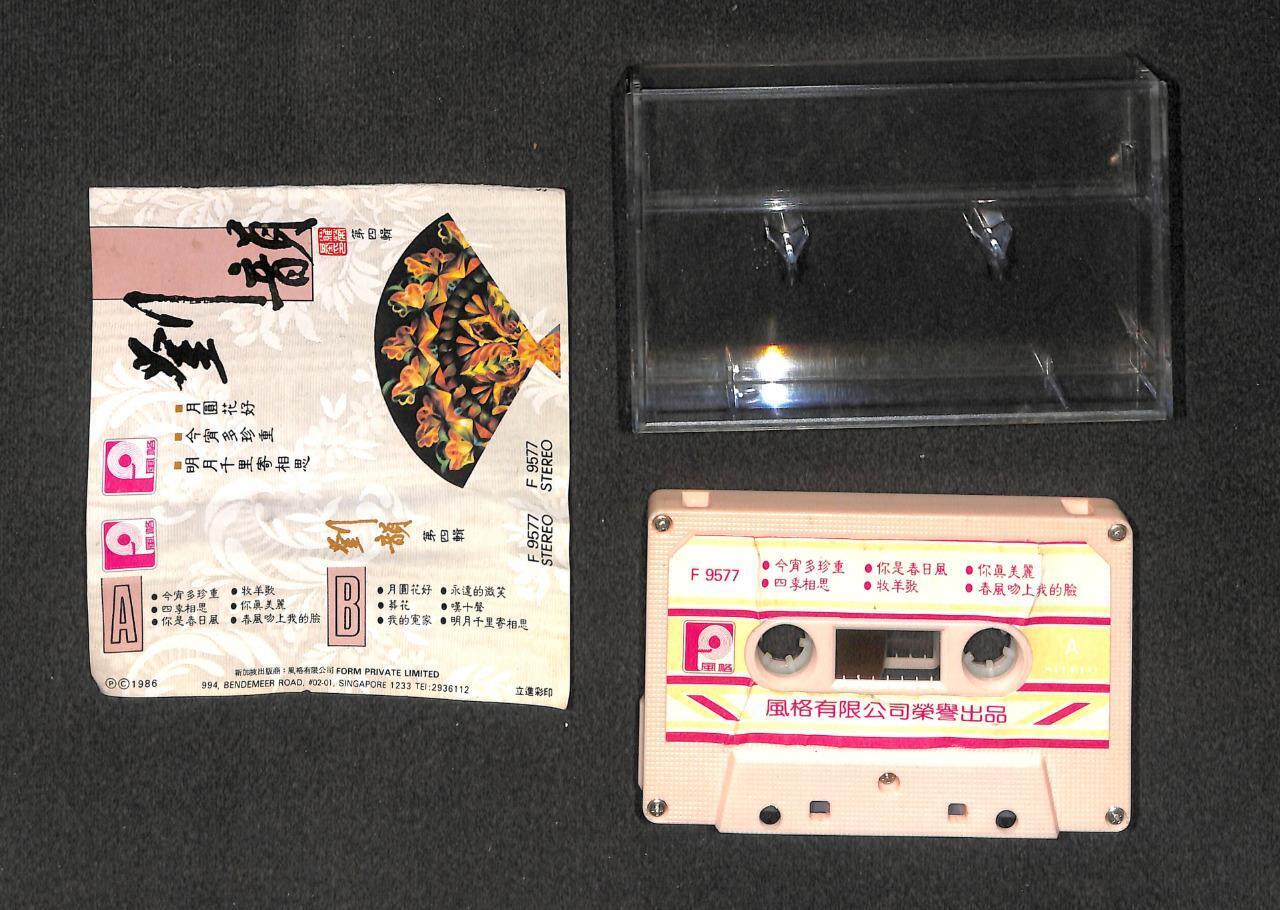 劉韻
第四輯
月圓花好
今宵多珍重
明月千里寄相思
風格
F 9577
STEREO
風格
劉韻
第四輯
F 9577
STEREO
A
今宵多珍重
四季相思
你是春日風
牧羊歌
你真美麗
春風吻上我的臉
B
月圓花好
葬花
我的寃家
永遠的微笑
嘆十聲
明月千里寄相思
新加坡出版商：風格有限公司 FORM PRIVATE LIMITED
Ⓟ©1986 994, BENDEMEER ROAD, #02-01, SINGAPORE 1233 TEL:2936112 立進彩印
F 9577
今宵多珍重 你是春日風 你真美麗
四季相思 牧羊歌 春風吻上我的臉
風格
A
STEREO
風格有限公司榮譽出品